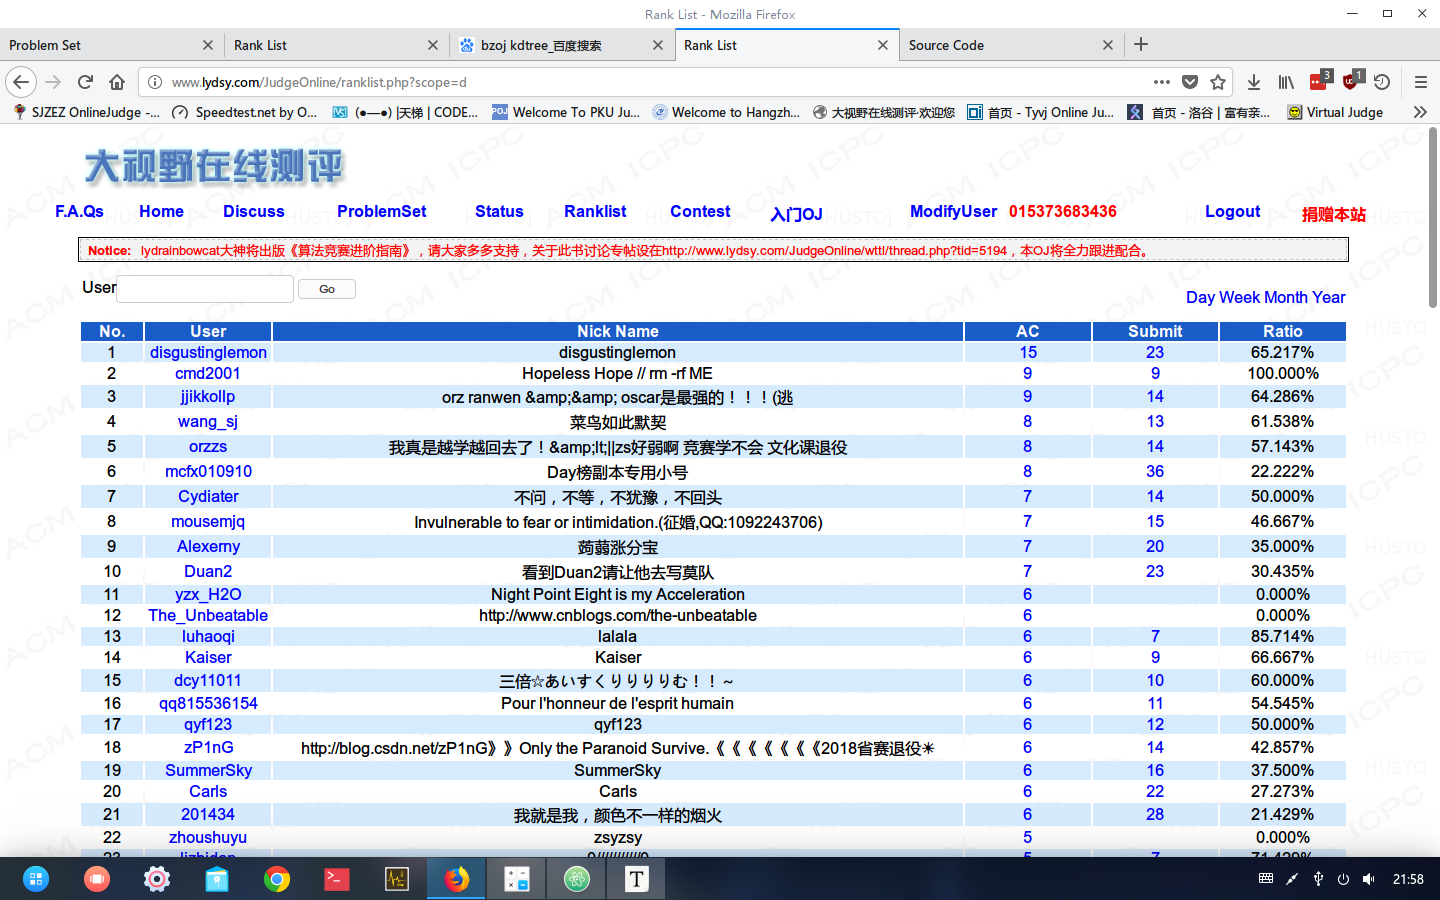 Rank List - Mozilla Firefox
Problem Set
Rank List
bzoj kdtree_百度搜索
Rank List
Source Code
www.lydsy.com/JudgeOnline/ranklist.php?scope=d
3
1
SJZEZ OnlineJudge -...
Speedtest.net by O...
(●—●) |天梯 | CODE...
Welcome To PKU Ju...
Welcome to Hangzh...
大视野在线测评·欢迎您
首页 - Tyvj Online Ju...
首页 - 洛谷 | 富有亲...
Virtual Judge
大视野在线测评
F.A.Qs Home Discuss ProblemSet Status Ranklist Contest 入门OJ ModifyUser 015373683436 Logout 捐赠本站
Notice: lydrainbowcat大神将出版《算法竞赛进阶指南》，请大家多多支持，关于此书讨论专帖设在http://www.lydsy.com/JudgeOnline/wttl/thread.php?tid=5194，本OJ将全力跟进配合。
User Go
Day Week Month Year
No. User Nick Name AC Submit Ratio
1 disgustinglemon disgustinglemon 15 23 65.217%
2 cmd2001 Hopeless Hope // rm -rf ME 9 9 100.000%
3 jjikkollp orz ranwen &amp;&amp; oscar是最强的！！！(逃 9 14 64.286%
4 wang_sj 菜鸟如此默契 8 13 61.538%
5 orzzs 我真是越学越回去了！&amp;lt;||zs好弱啊 竞赛学不会 文化课退役 8 14 57.143%
6 mcfx010910 Day榜副本专用小号 8 36 22.222%
7 Cydiater 不问，不等，不犹豫，不回头 7 14 50.000%
8 mousemjq Invulnerable to fear or intimidation.(征婚,QQ:1092243706) 7 15 46.667%
9 Alexerny 蒟蒻涨分宝 7 20 35.000%
10 Duan2 看到Duan2请让他去写莫队 7 23 30.435%
11 yzx_H2O Night Point Eight is my Acceleration 6 0.000%
12 The_Unbeatable http://www.cnblogs.com/the-unbeatable 6 0.000%
13 luhaoqi lalala 6 7 85.714%
14 Kaiser Kaiser 6 9 66.667%
15 dcy11011 三倍☆あいすくりりりりむ！！～ 6 10 60.000%
16 qq815536154 Pour l'honneur de l'esprit humain 6 11 54.545%
17 qyf123 qyf123 6 12 50.000%
18 zP1nG http://blog.csdn.net/zP1nG》》Only the Paranoid Survive.《《《《《《《2018省赛退役☀ 6 14 42.857%
19 SummerSky SummerSky 6 16 37.500%
20 Carls Carls 6 22 27.273%
21 201434 我就是我，颜色不一样的烟火 6 28 21.429%
22 zhoushuyu zsyzsy 5 0.000%
21:58